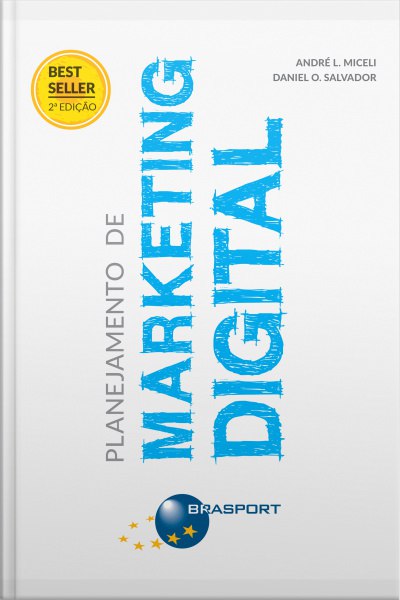 BEST
SELLER
2ª EDIÇÃO
ANDRÉ L. MICELI
DANIEL O. SALVADOR
PLANEJAMENTO DE
MARKETING
DIGITAL
BRASPORT